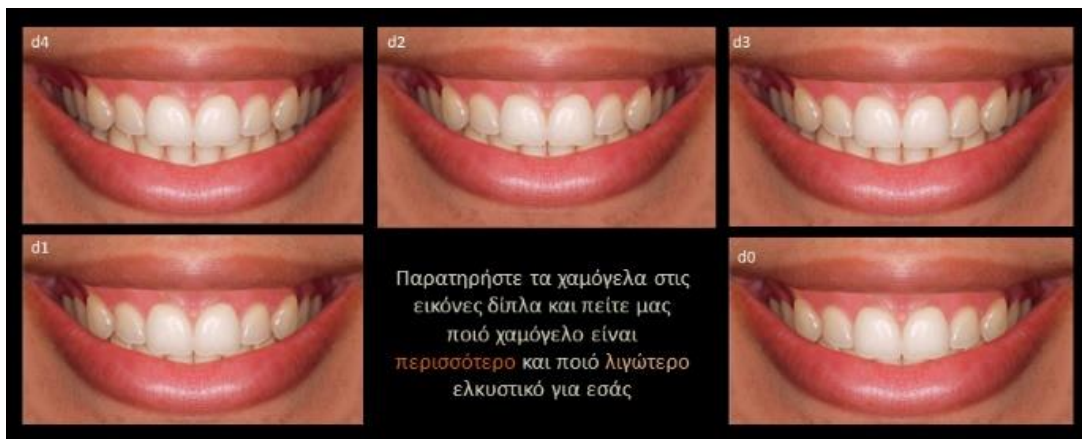 d4
d2
d3
d1
Παρατηρήστε τα χαμόγελα στις
εικόνες δίπλα και πείτε μας
ποιό χαμόγελο είναι
περισσότερο και ποιό λιγώτερο
ελκυστικό για εσάς
d0